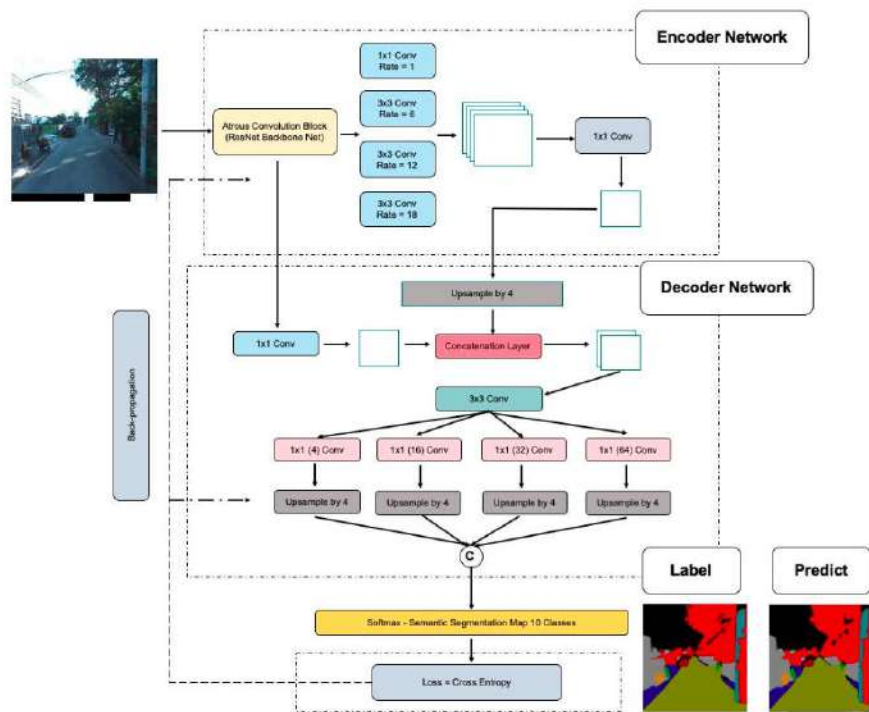 Encoder Network
1x1 Conv
Rate = 1
3x3 Conv
Rate = 6
3x3 Conv
Rate = 12
3x3 Conv
Rate = 18
Atrous Convolution Block
(ResNet Backbone Net)
1x1 Conv
Decoder Network
Upsample by 4
1x1 Conv
Concatenation Layer
3x3 Conv
Back-propagation
1x1 (4) Conv
1x1 (16) Conv
1x1 (32) Conv
1x1 (64) Conv
Upsample by 4
Upsample by 4
Upsample by 4
Upsample by 4
C
Label
Predict
Softmax - Semantic Segmentation Map 10 Classes
Loss = Cross Entropy